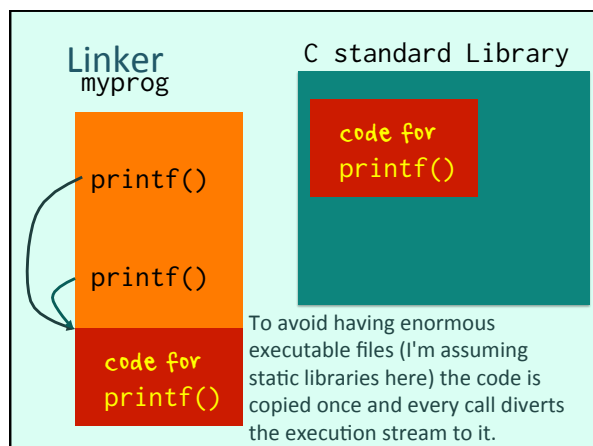 Linker
myprog
printf()
printf()
code for
printf()
C standard Library
code for
printf()
To avoid having enormous
executable files (I'm assuming
static libraries here) the code is
copied once and every call diverts
the execution stream to it.